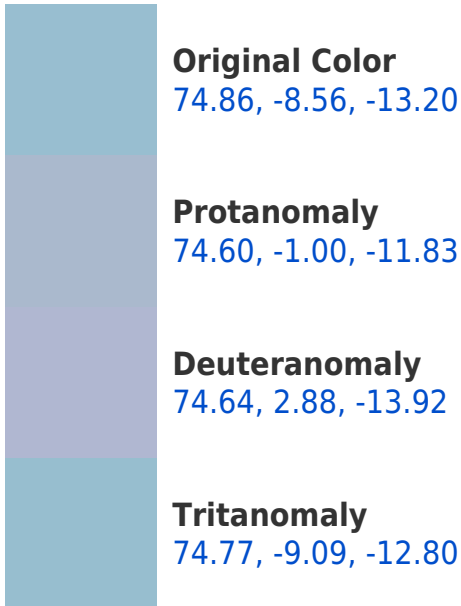 Original Color
74.86, -8.56, -13.20
Protanomaly
74.60, -1.00, -11.83
Deuteranomaly
74.64, 2.88, -13.92
Tritanomaly
74.77, -9.09, -12.80